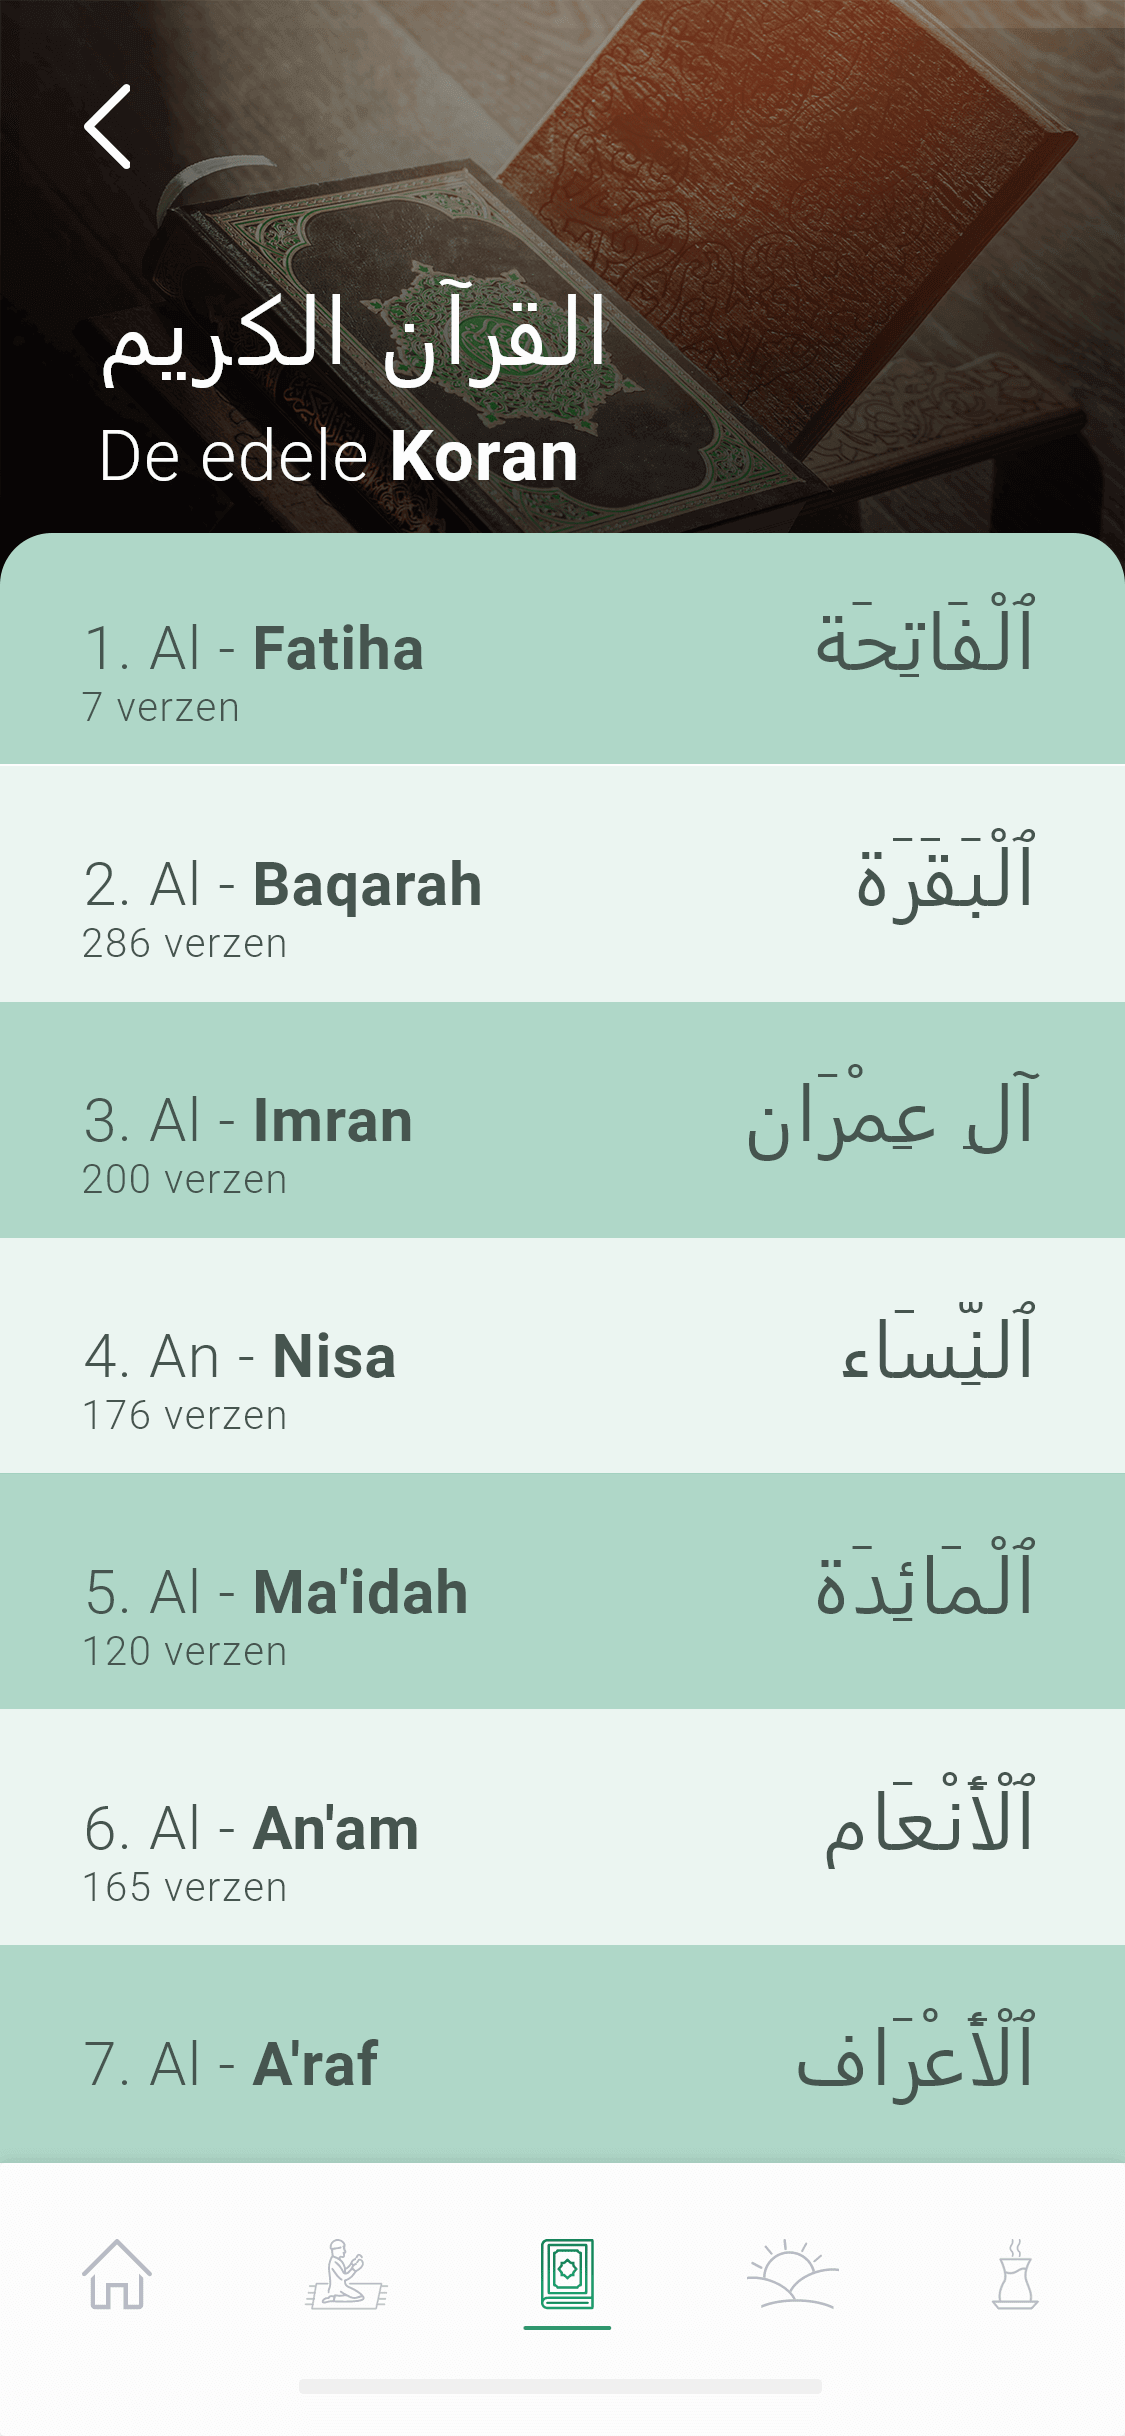 القرآن الكريم
De edele Koran
1. Al - Fatiha
ٱلْفَاتِحَة
7 verzen
2. Al - Baqarah
ٱلْبَقَرَة
286 verzen
3. Al - Imran
آلِ عِمْرَان
200 verzen
4. An - Nisa
ٱلنِّسَاء
176 verzen
5. Al - Ma'idah
ٱلْمَائِدَة
120 verzen
6. Al - An'am
ٱلْأَنْعَام
165 verzen
7. Al - A'raf
ٱلْأَعْرَاف